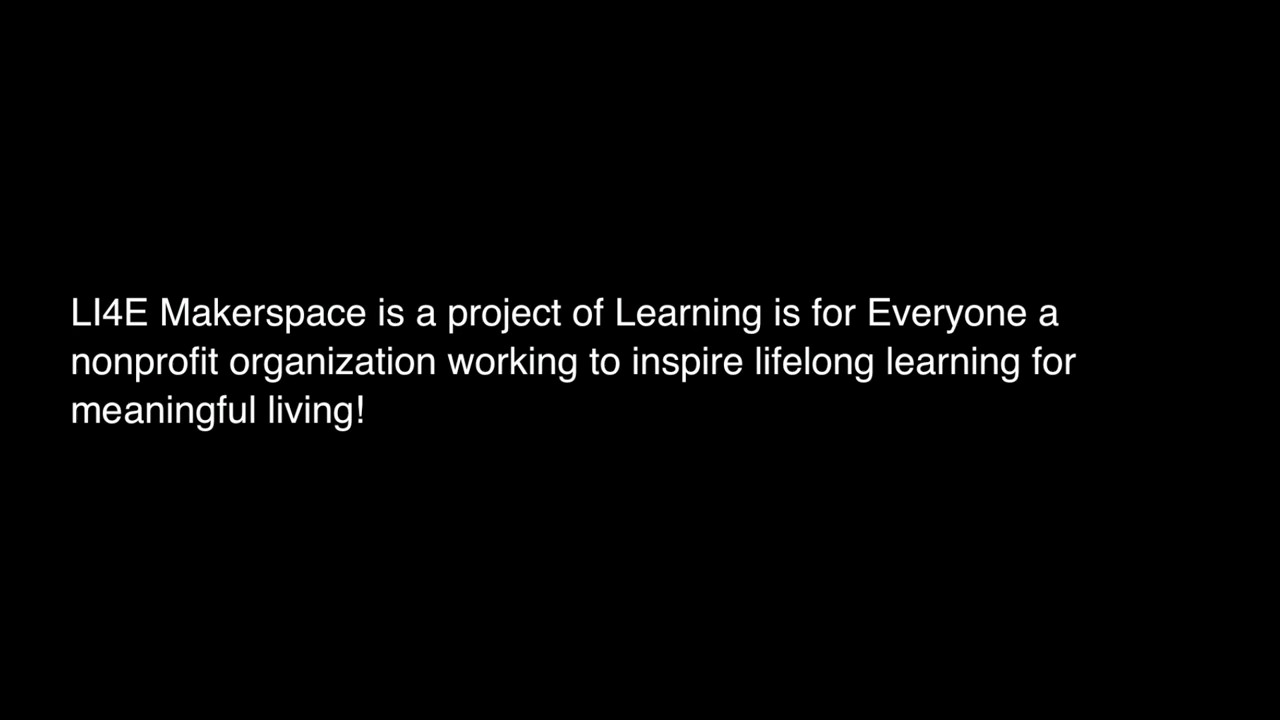 LI4E Makerspace is a project of Learning is for Everyone a
nonprofit organization working to inspire lifelong learning for
meaningful living!